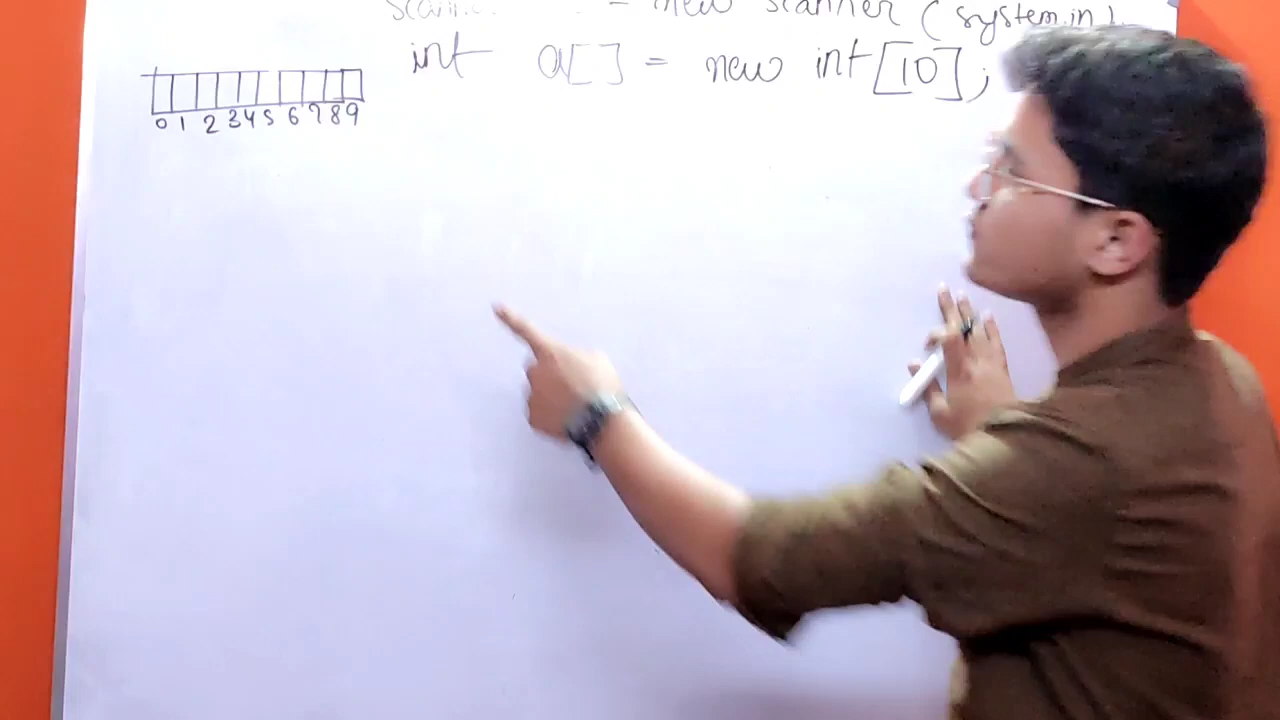 = new scanner (system.in)
int a[] = new int[10];
0 1 2 3 4 5 6 7 8 9